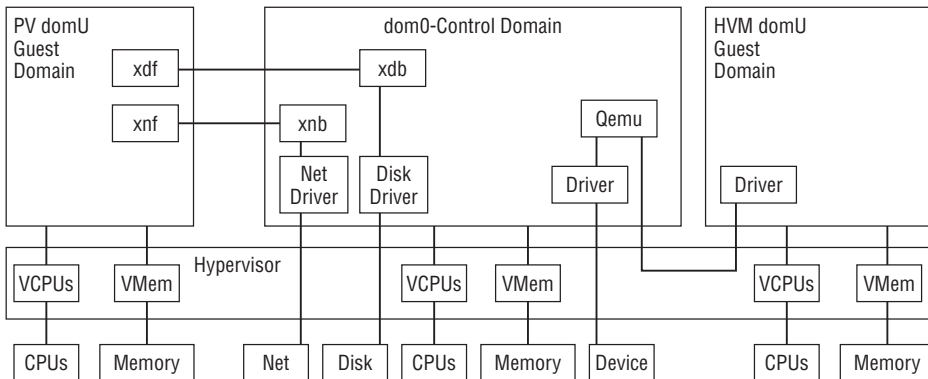 PV domU
Guest
Domain
xdf
xnf
dom0-Control Domain
xdb
xnb
Net
Driver
Disk
Driver
Qemu
Driver
HVM domU
Guest
Domain
Driver
Hypervisor
VCPUs
VMem
VCPUs
VMem
VCPUs
VMem
CPUs
Memory
Net
Disk
CPUs
Memory
Device
CPUs
Memory